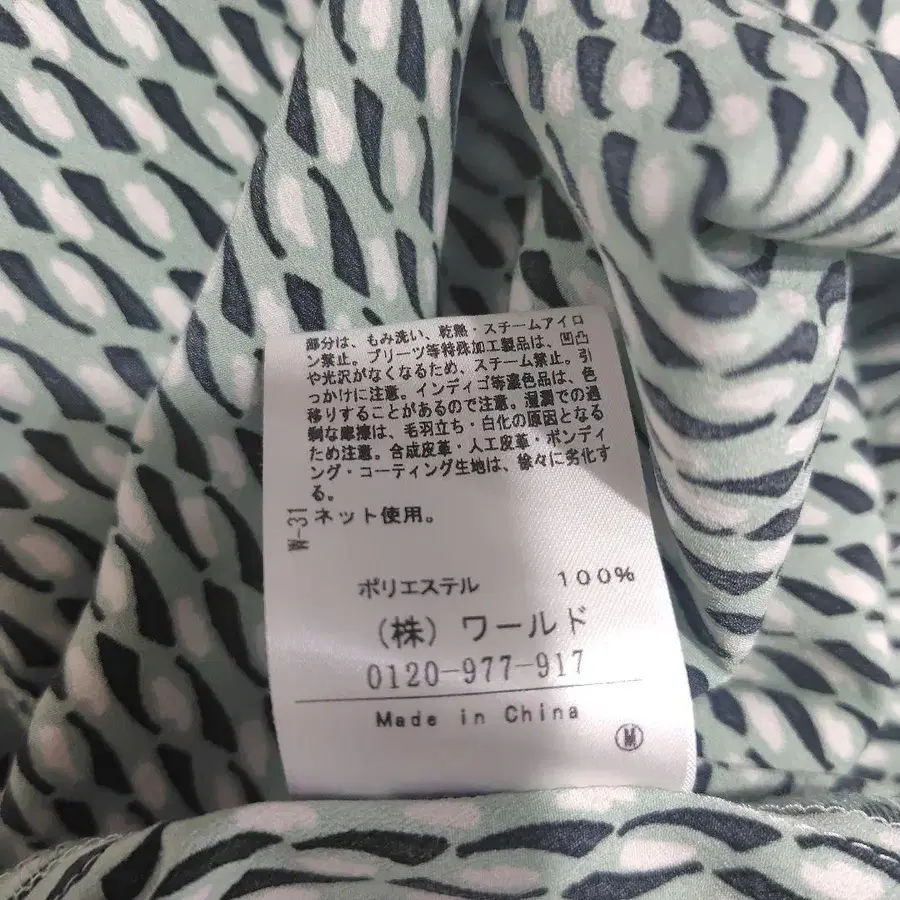 部分は、もみ洗い、乾熱・スチームアイロ
ン禁止。プリーツ等特殊加工製品は、凹凸
や光沢がなくなるため、スチーム禁止。引
っかけに注意。インディゴ等濃色品は、色
移りすることがあるので注意。湿潤での過
剰な摩擦は、毛羽立ち・白化の原因となる
ため注意。合成皮革・人工皮革・ボンディ
ング・コーティング生地は、徐々に劣化す
る。
ネット使用。
W-31
ポリエステル 100%
(株) ワールド
0120-977-917
Made in China
M